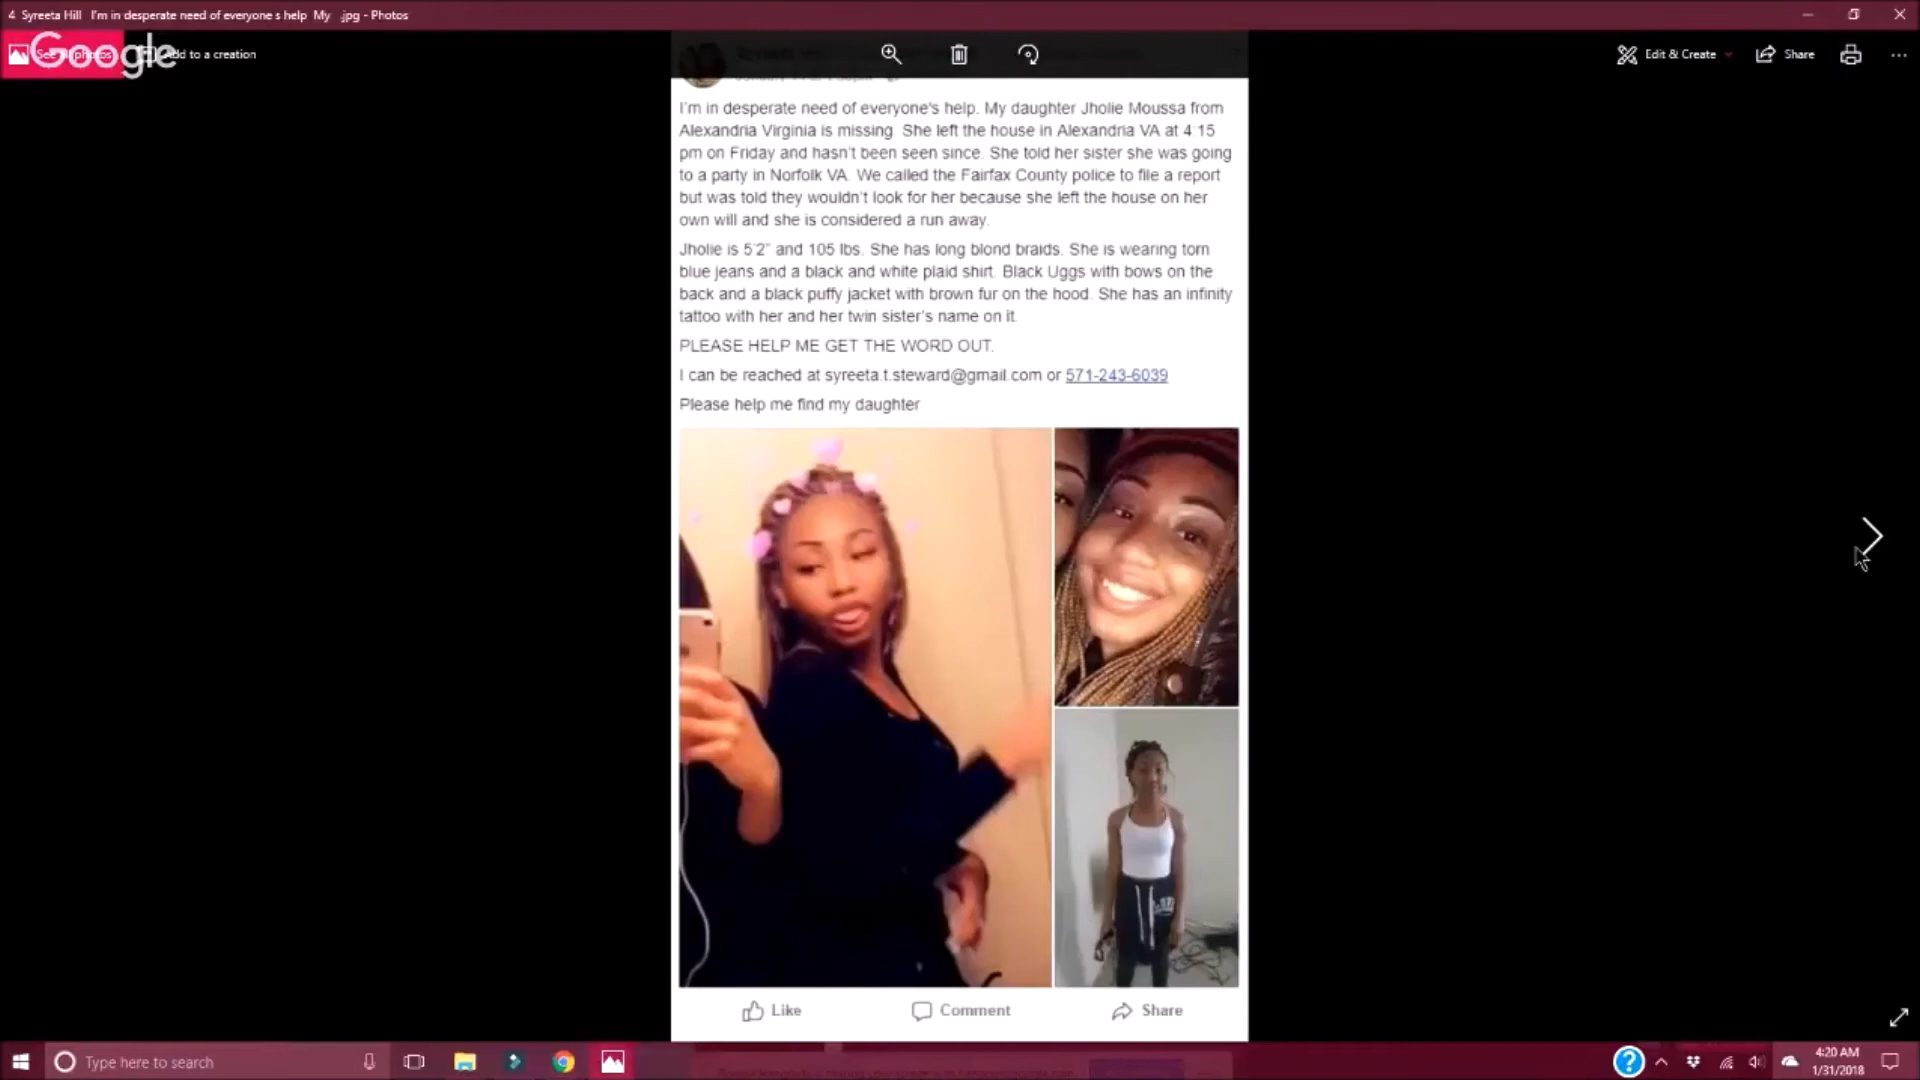 4 Syreeta Hill I'm in desperate need of everyone s help My .jpg - Photos
Google
Add to a creation
Edit & Create
Share
I'm in desperate need of everyone's help. My daughter Jholie Moussa from
Alexandria Virginia is missing. She left the house in Alexandria VA at 4 15
pm on Friday and hasn't been seen since. She told her sister she was going
to a party in Norfolk VA. We called the Fairfax County police to file a report
but was told they wouldn't look for her because she left the house on her
own will and she is considered a run away.
Jholie is 5'2" and 105 lbs. She has long blond braids. She is wearing torn
blue jeans and a black and white plaid shirt. Black Uggs with bows on the
back and a black puffy jacket with brown fur on the hood. She has an infinity
tattoo with her and her twin sister's name on it.
PLEASE HELP ME GET THE WORD OUT.
I can be reached at syreeta.t.steward@gmail.com or 571-243-6039
Please help me find my daughter
Like
Comment
Share
Type here to search
4:20 AM
1/31/2018